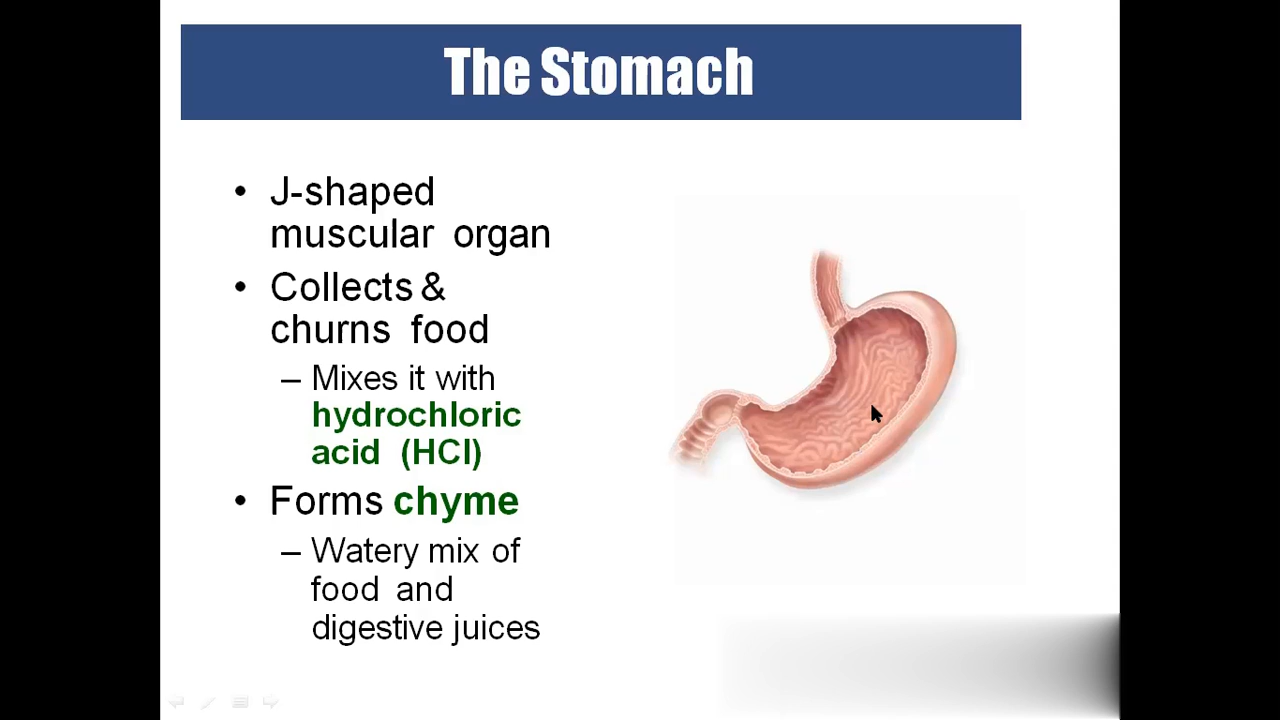 The Stomach
• J-shaped
muscular organ
• Collects &
churns food
– Mixes it with
hydrochloric
acid (HCl)
• Forms chyme
– Watery mix of
food and
digestive juices